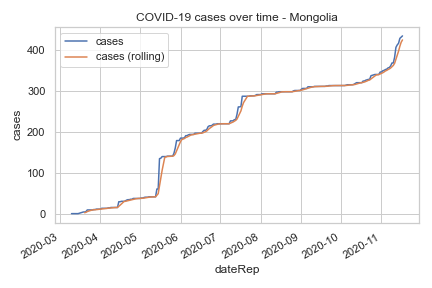 COVID-19 cases over time - Mongolia
cases
cases (rolling)
400
300
200
100
0
cases
2020-03
2020-04
2020-05
2020-06
2020-07
2020-08
2020-09
2020-10
2020-11
dateRep